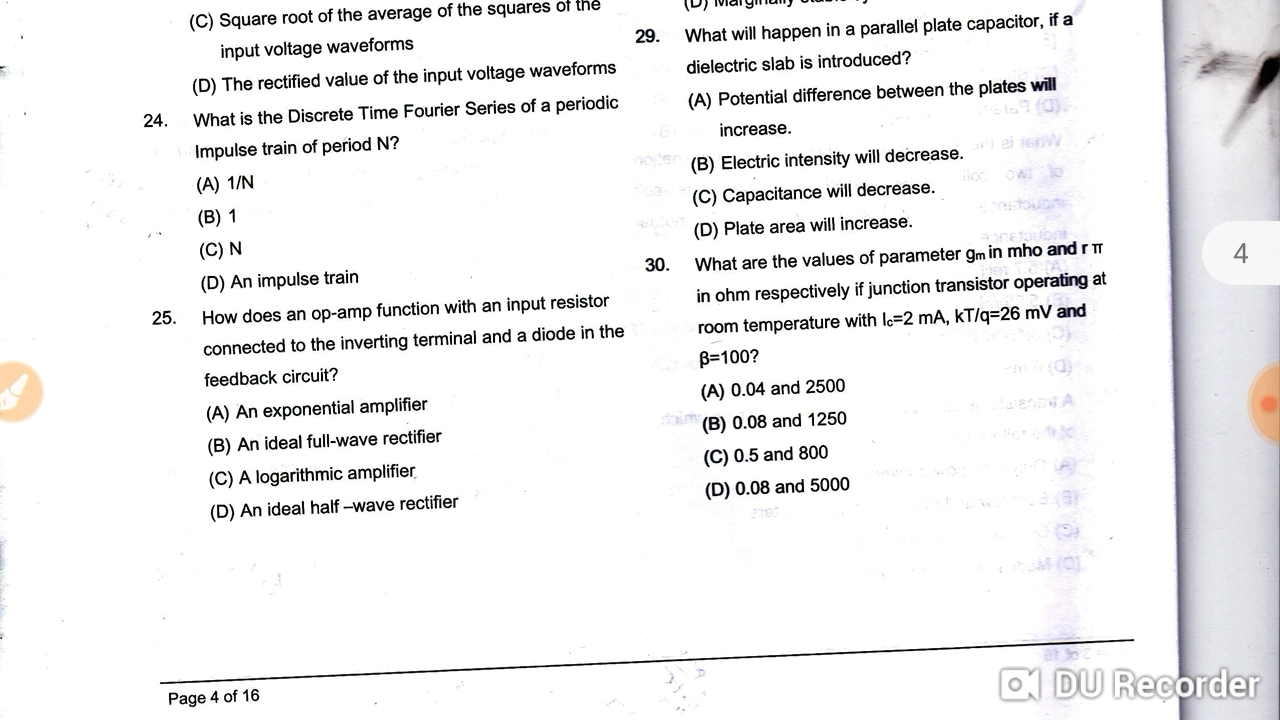 (C) Square root of the average of the squares of the
input voltage waveforms
(D) The rectified value of the input voltage waveforms
24. What is the Discrete Time Fourier Series of a periodic
Impulse train of period N?
(A) 1/N
(B) 1
(C) N
(D) An impulse train
25. How does an op-amp function with an input resistor
connected to the inverting terminal and a diode in the
feedback circuit?
(A) An exponential amplifier
(B) An ideal full-wave rectifier
(C) A logarithmic amplifier
(D) An ideal half –wave rectifier
29. What will happen in a parallel plate capacitor, if a
dielectric slab is introduced?
(A) Potential difference between the plates will
increase.
(B) Electric intensity will decrease.
(C) Capacitance will decrease.
(D) Plate area will increase.
30. What are the values of parameter gm in mho and r π
in ohm respectively if junction transistor operating at
room temperature with Ic=2 mA, kT/q=26 mV and
β=100?
(A) 0.04 and 2500
(B) 0.08 and 1250
(C) 0.5 and 800
(D) 0.08 and 5000
Page 4 of 16
4
DU Recorder